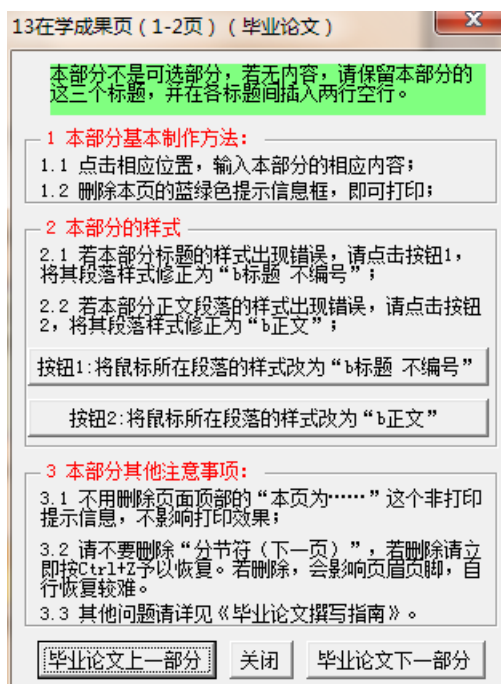 13在学成果页(1-2页)(毕业论文)
X
本部分不是可选部分,若无内容,请保留本部分的
这三个标题,并在各标题间插入两行空行。
1 本部分基本制作方法:
1.1 点击相应位置,输入本部分的相应内容;
1.2 删除本页的蓝绿色提示信息框,即可打印;
2 本部分的样式
2.1 若本部分标题的样式出现错误,请点击按钮1,
将其段落样式修正为“b标题 不编号”;
2.2 若本部分正文段落的样式出现错误,请点击按钮
2,将其段落样式修正为“b正文”;
按钮1:将鼠标所在段落的样式改为“b标题 不编号”
按钮2:将鼠标所在段落的样式改为“b正文”
3 本部分其他注意事项:
3.1 不用删除页面顶部的“本页为……”这个非打印
提示信息,不影响打印效果;
3.2 请不要删除“分节符(下一页)”,若删除请立
即按Ctrl+Z予以恢复。若删除,会影响页眉页脚,自
行恢复较难。
3.3 其他问题请详见《毕业论文撰写指南》。
毕业论文上一部分 关闭 毕业论文下一部分